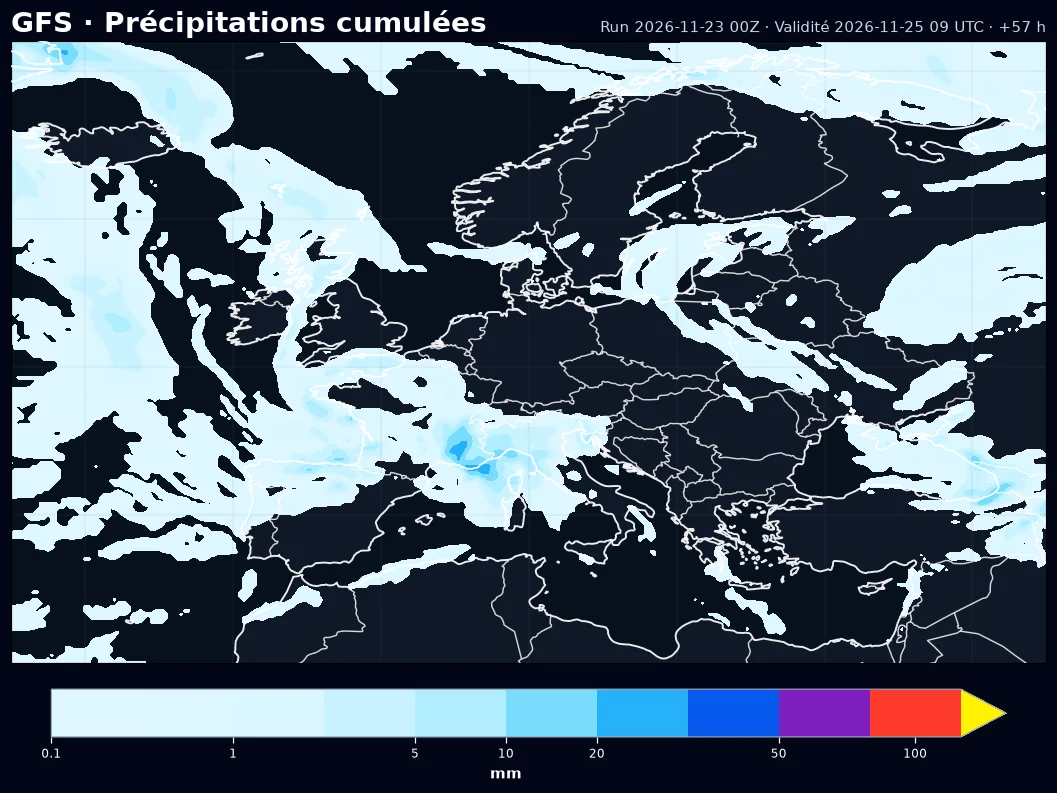 GFS · Précipitations cumulées
Run 2026-11-23 00Z · Validité 2026-11-25 09 UTC · +57 h
0.1 1 5 10 20 50 100
mm